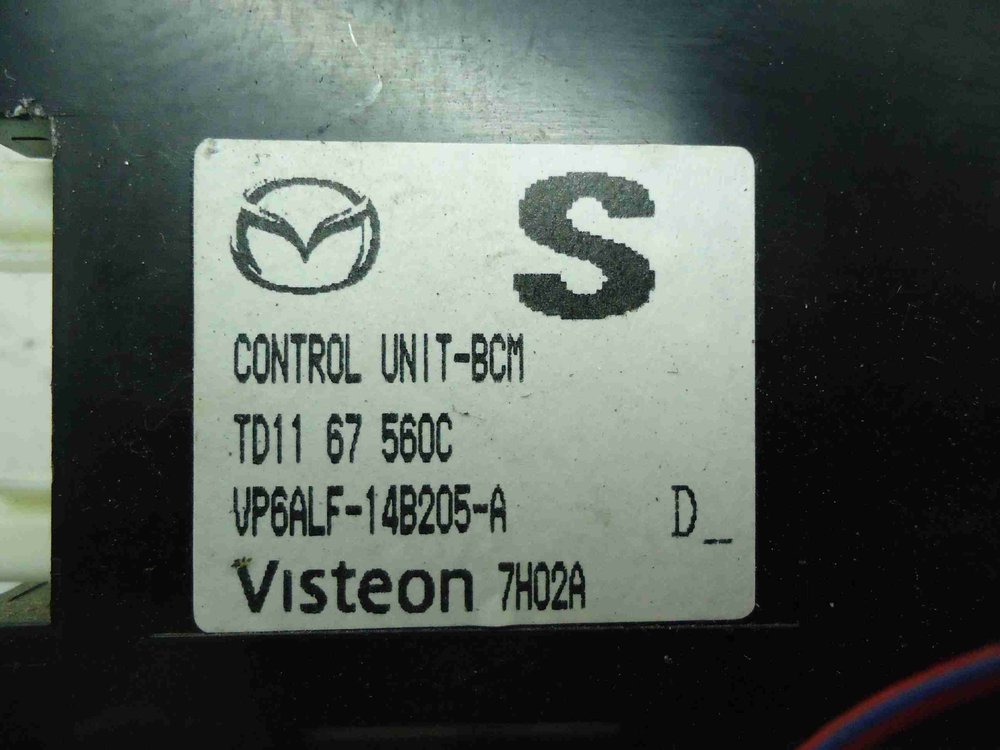 S
CONTROL UNIT-BCM
TD11 67 560C
VP6ALF-14B205-A D_
Visteon 7H02A